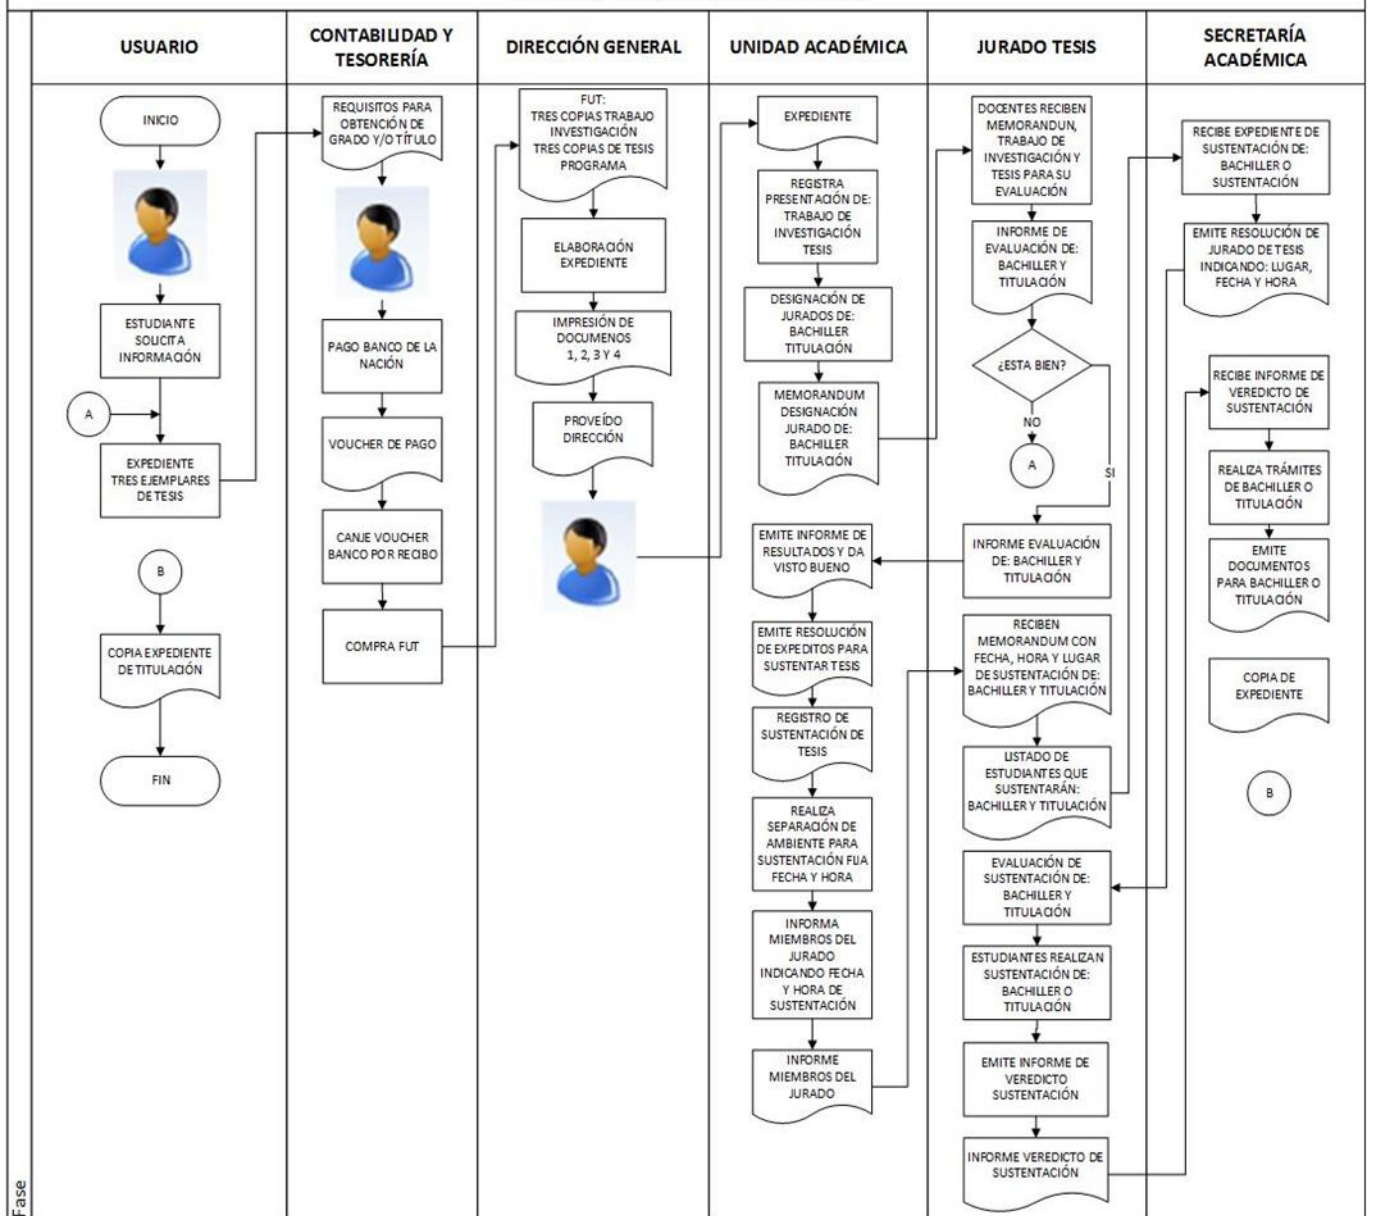 USUARIO
INICIO
ESTUDIANTE
SOLICITA
INFORMACIÓN
A
EXPEDIENTE
TRES EJEMPLARES
DE TESIS
B
COPIA EXPEDIENTE
DE TITULACIÓN
FIN
CONTABILIDAD Y
TESORERÍA
REQUISITOS PARA
OBTENCIÓN DE
GRADO Y/O TÍTULO
PAGO BANCO DE LA
NACIÓN
VOUCHER DE PAGO
CANJE VOUCHER
BANCO POR RECIBO
COMPRA FUT
DIRECCIÓN GENERAL
FUT:
TRES COPIAS TRABAJO
INVESTIGACIÓN
TRES COPIAS DE TESIS
PROGRAMA
ELABORACIÓN
EXPEDIENTE
IMPRESIÓN DE
DOCUMENOS
1, 2, 3 Y 4
PROVEÍDO
DIRECCIÓN
UNIDAD ACADÉMICA
EXPEDIENTE
REGISTRA
PRESENTACIÓN DE:
TRABAJO DE
INVESTIGACIÓN
TESIS
DESIGNACIÓN DE
JURADOS DE:
BACHILLER
TITULACIÓN
MEMORANDUM
DESIGNACIÓN
JURADO DE:
BACHILLER
TITULACIÓN
EMITE INFORME DE
RESULTADOS Y DA
VISTO BUENO
EMITE RESOLUCIÓN
DE EXPEDITOS PARA
SUSTENTAR TESIS
REGISTRO DE
SUSTENTACIÓN DE
TESIS
REALIZA
SEPARACIÓN DE
AMBIENTE PARA
SUSTENTACIÓN FIJA
FECHA Y HORA
INFORMA
MIEMBROS DEL
JURADO
INDICANDO FECHA
Y HORA DE
SUSTENTACIÓN
INFORME
MIEMBROS DEL
JURADO
JURADO TESIS
DOCENTES RECIBEN
MEMORANDUN,
TRABAJO DE
INVESTIGACIÓN Y
TESIS PARA SU
EVALUACIÓN
INFORME DE
EVALUACIÓN DE:
BACHILLER Y
TITULACIÓN
¿ESTA BIEN?
NO
A
SI
INFORME EVALUACIÓN
DE: BACHILLER Y
TITULACIÓN
RECIBEN
MEMORANDUM CON
FECHA, HORA Y LUGAR
DE SUSTENTACIÓN DE:
BACHILLER Y TITULACIÓN
LISTADO DE
ESTUDIANTES QUE
SUSTENTARÁN:
BACHILLER Y TITULACIÓN
EVALUACIÓN DE
SUSTENTACIÓN DE:
BACHILLER Y
TITULACIÓN
ESTUDIANTES REALIZAN
SUSTENTACIÓN DE:
BACHILLER O
TITULACIÓN
EMITE INFORME DE
VEREDICTO
SUSTENTACIÓN
INFORME VEREDICTO DE
SUSTENTACIÓN
SECRETARÍA
ACADÉMICA
RECIBE EXPEDIENTE DE
SUSTENTACIÓN DE:
BACHILLER O
SUSTENTACIÓN
EMITE RESOLUCIÓN DE
JURADO DE TESIS
INDICANDO: LUGAR,
FECHA Y HORA
RECIBE INFORME DE
VEREDICTO DE
SUSTENTACIÓN
REALIZA TRÁMITES
DE BACHILLER O
TITULACIÓN
EMITE
DOCUMENTOS
PARA BACHILLER O
TITULACIÓN
COPIA DE
EXPEDIENTE
B
Fase